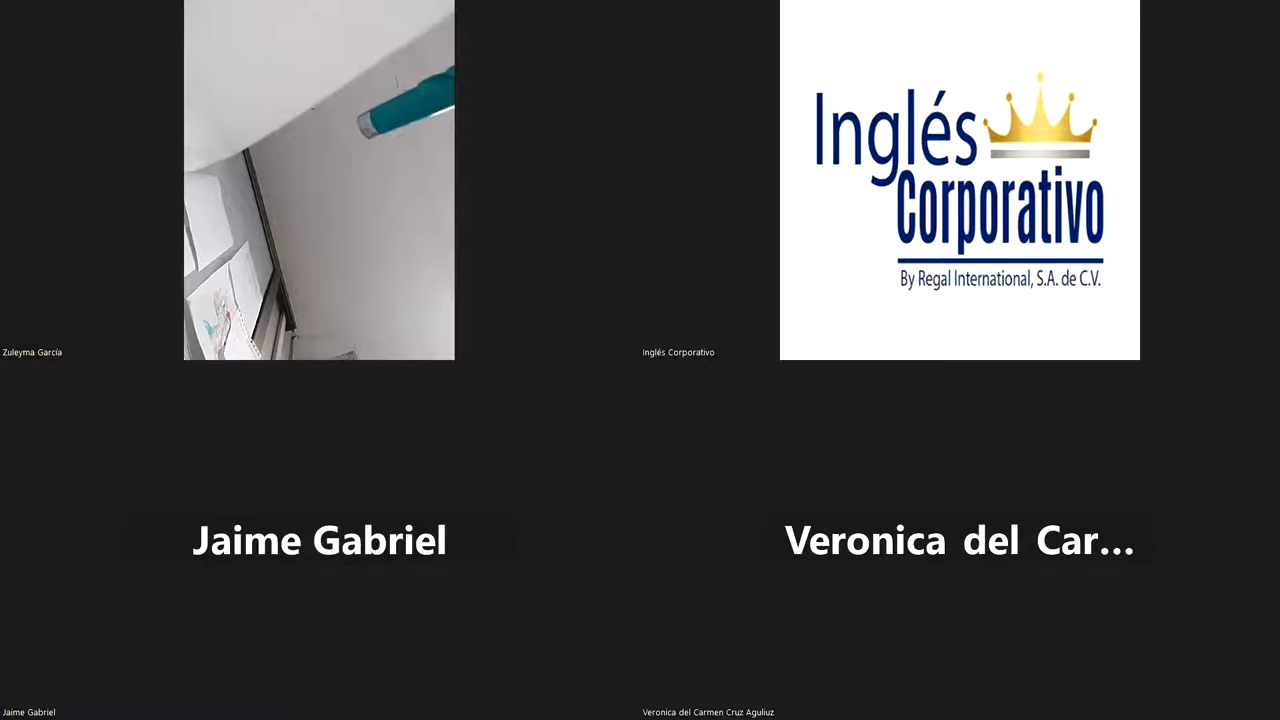 Inglés
Corporativo
By Regal International, S.A. de C.V.
Zuleyma García
Inglés Corporativo
Jaime Gabriel
Veronica del Car...
Jaime Gabriel
Veronica del Carmen Cruz Aguliuz